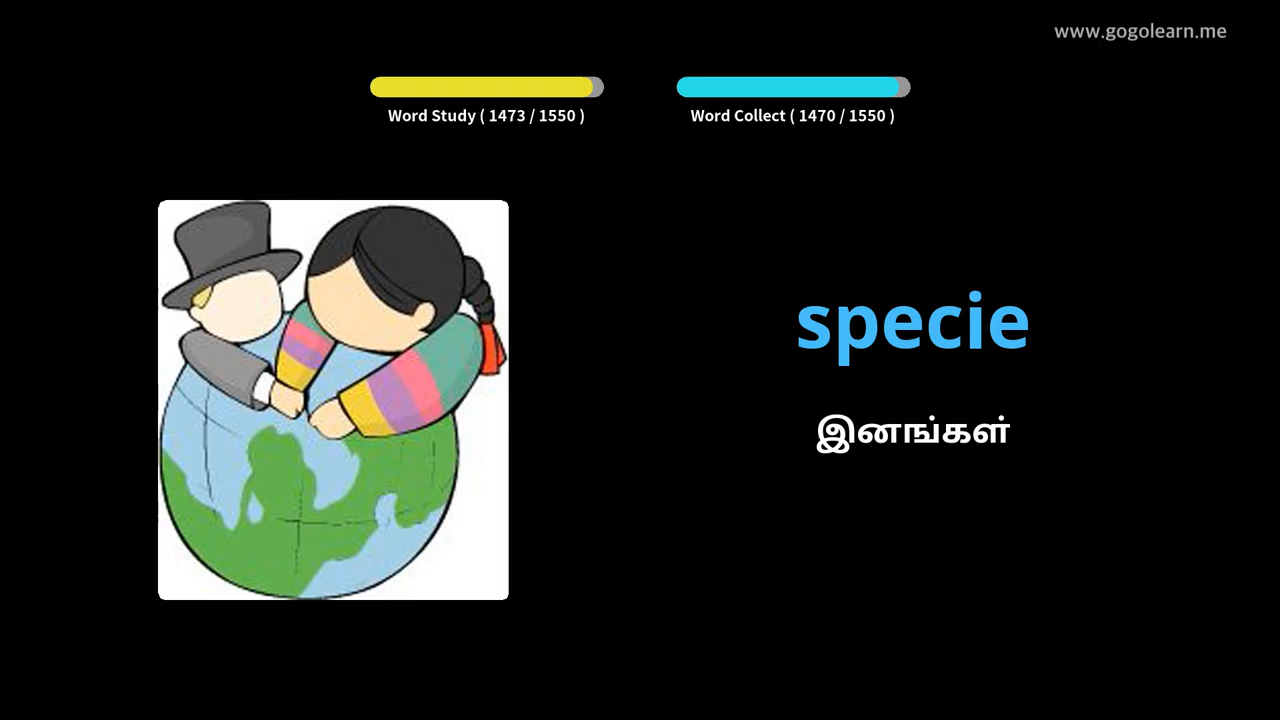 www.gogolearn.me
Word Study ( 1473 / 1550 )
Word Collect ( 1470 / 1550 )
specie
இனங்கள்